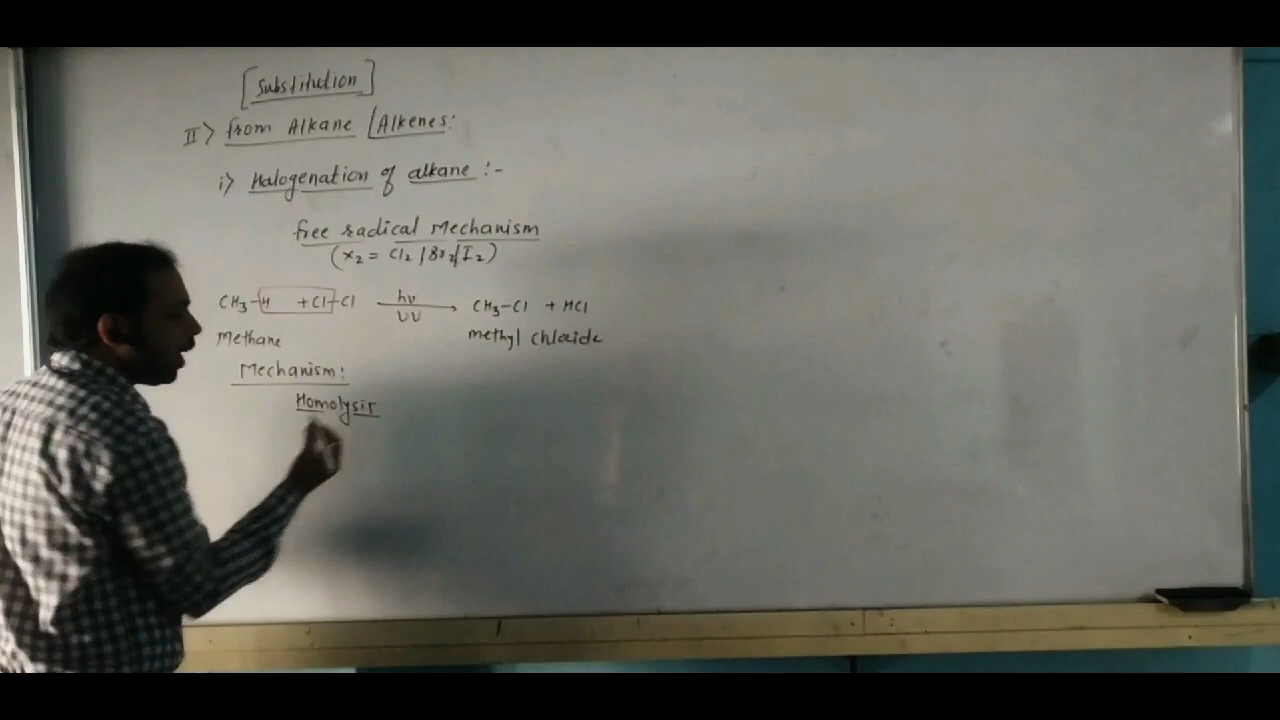 [Substitution]
II> from Alkane / Alkenes:
i> Halogenation of alkane :-
free radical Mechanism
(X₂ = Cl₂ / Br₂ / I₂)
CH₃-H + Cl-Cl hν UV → CH₃-Cl + HCl
Methane methyl chloride
Mechanism:
Homolysis